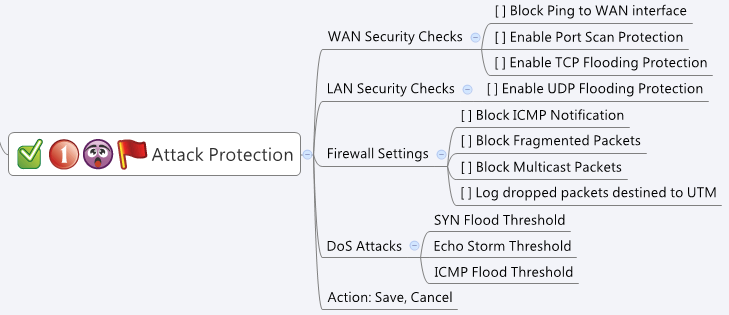 WAN Security Checks
[ ] Block Ping to WAN interface
[ ] Enable Port Scan Protection
[ ] Enable TCP Flooding Protection
LAN Security Checks
[ ] Enable UDP Flooding Protection
1
Attack Protection
Firewall Settings
[ ] Block ICMP Notification
[ ] Block Fragmented Packets
[ ] Block Multicast Packets
[ ] Log dropped packets destined to UTM
DoS Attacks
SYN Flood Threshold
Echo Storm Threshold
ICMP Flood Threshold
Action: Save, Cancel